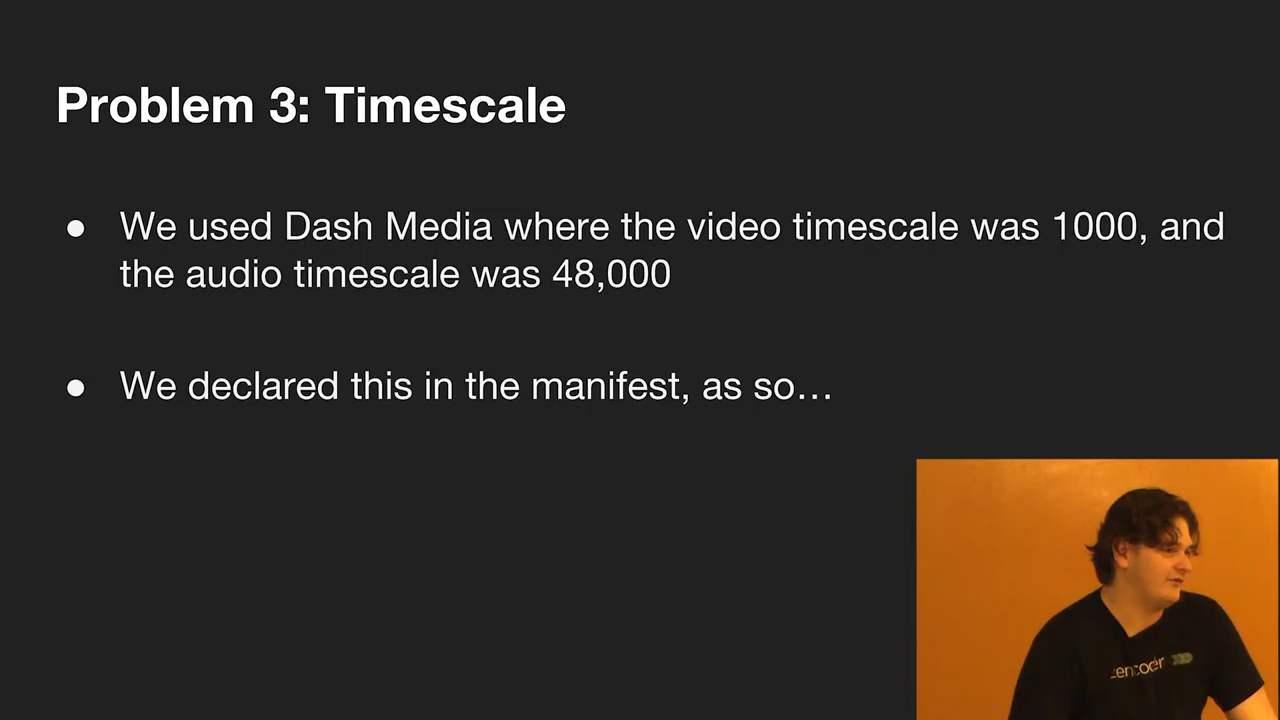 Problem 3: Timescale
● We used Dash Media where the video timescale was 1000, and
the audio timescale was 48,000
● We declared this in the manifest, as so…
zencoder